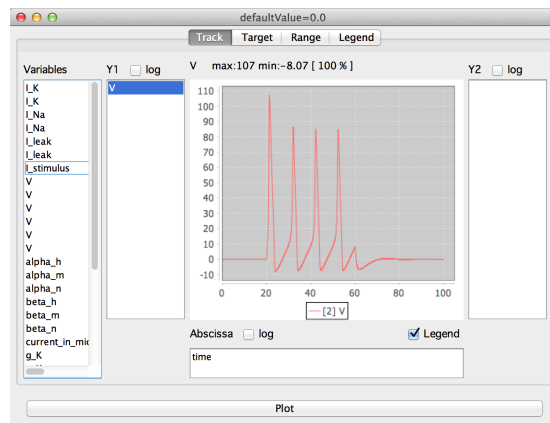 defaultValue=0.0
Track Target Range Legend
Variables Y1 log V max:107 min:-8.07 [ 100 % ] Y2 log
I_K
I_K
I_Na
I_Na
I_leak
I_leak
I_stimulus
V
V
V
V
V
V
alpha_h
alpha_m
alpha_n
beta_h
beta_m
beta_n
current_in_mic
g_K
V
110
100
90
80
70
60
50
40
30
20
10
0
-10
0 20 40 60 80 100
[2] V
Abscissa log Legend
time
Plot